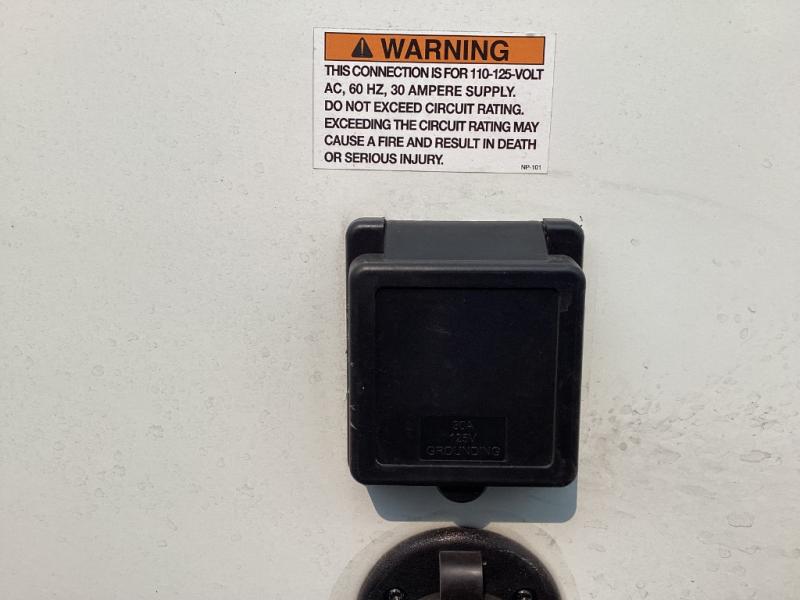 WARNING
THIS CONNECTION IS FOR 110-125-VOLT
AC, 60 HZ, 30 AMPERE SUPPLY.
DO NOT EXCEED CIRCUIT RATING.
EXCEEDING THE CIRCUIT RATING MAY
CAUSE A FIRE AND RESULT IN DEATH
OR SERIOUS INJURY.
NP-101
30A
125V
GROUNDING